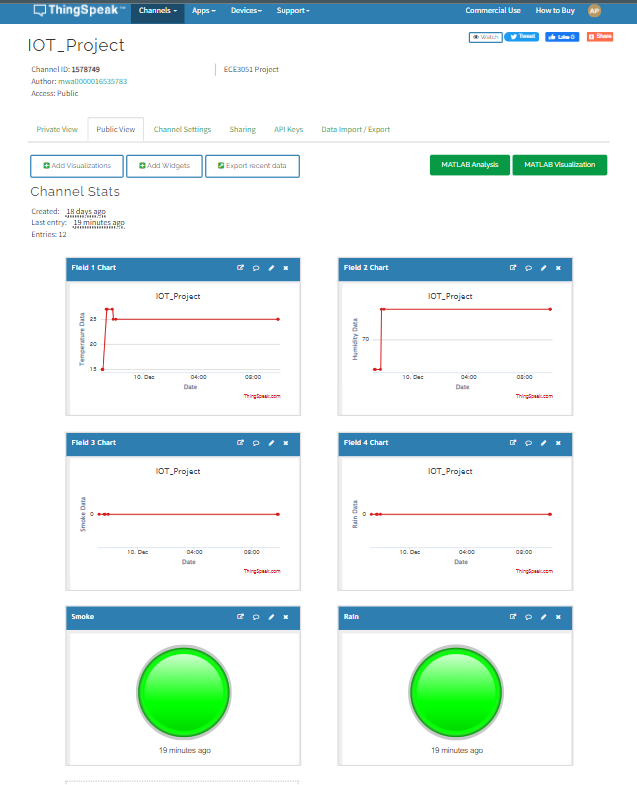 ThingSpeak™ Channels Apps Devices Support Commercial Use How to Buy AP
IOT_Project
Watch Tweet Like 0 Share
Channel ID: 1578749 ECE3051 Project
Author: mwa0000016535783
Access: Public
Private View Public View Channel Settings Sharing API Keys Data Import / Export
Add Visualizations Add Widgets Export recent data MATLAB Analysis MATLAB Visualization
Channel Stats
Created: 18 days ago
Last entry: 19 minutes ago
Entries: 12
Field 1 Chart
IOT_Project
Temperature Data
25
20
15
10. Dec 04:00 08:00
Date
ThingSpeak.com
Field 2 Chart
IOT_Project
Humidity Data
70
10. Dec 04:00 08:00
Date
ThingSpeak.com
Field 3 Chart
IOT_Project
Smoke Data
0
10. Dec 04:00 08:00
Date
ThingSpeak.com
Field 4 Chart
IOT_Project
Rain Data
0
10. Dec 04:00 08:00
Date
ThingSpeak.com
Smoke
19 minutes ago
Rain
19 minutes ago